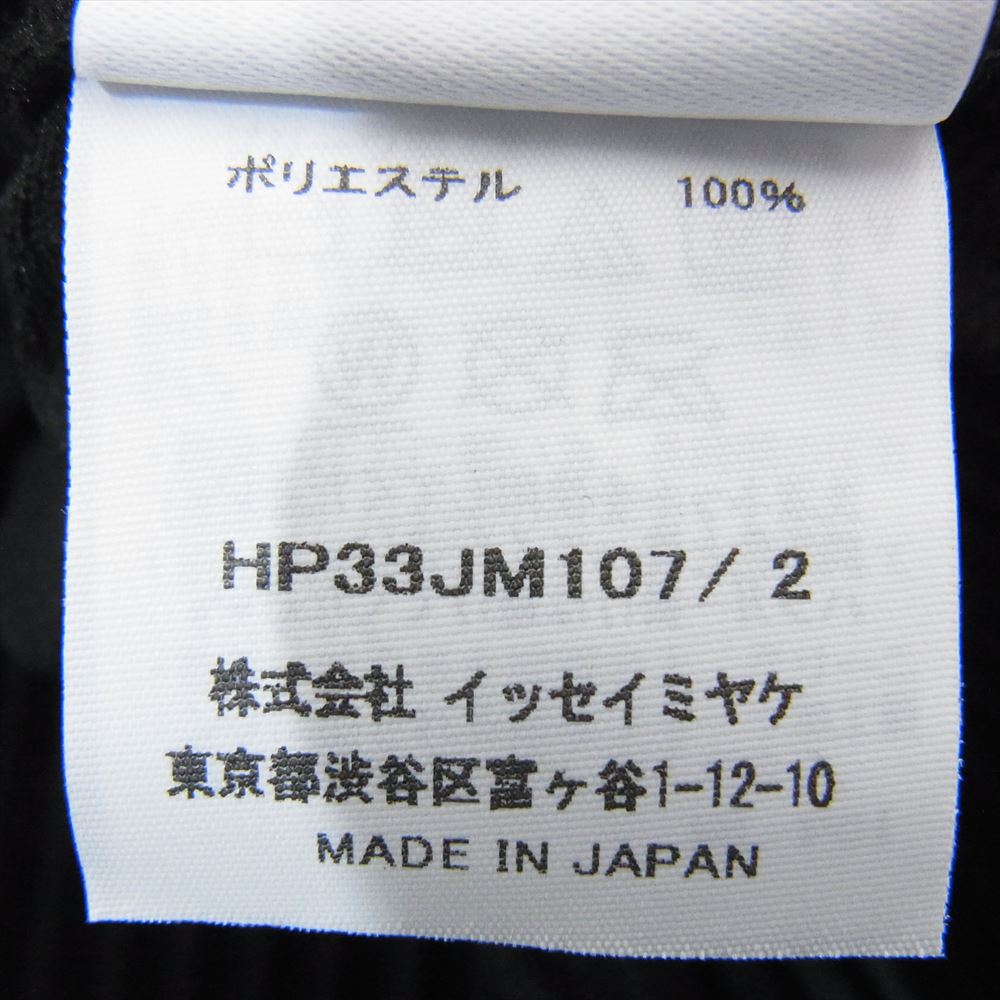 ポリエステル 100%
HP33JM107/ 2
株式会社 イッセイミヤケ
東京都渋谷区富ヶ谷1-12-10
MADE IN JAPAN